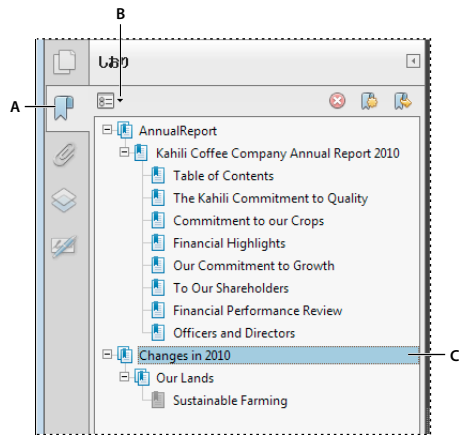 B
しおり
A
AnnualReport
Kahili Coffee Company Annual Report 2010
Table of Contents
The Kahili Commitment to Quality
Commitment to our Crops
Financial Highlights
Our Commitment to Growth
To Our Shareholders
Financial Performance Review
Officers and Directors
Changes in 2010
C
Our Lands
Sustainable Farming